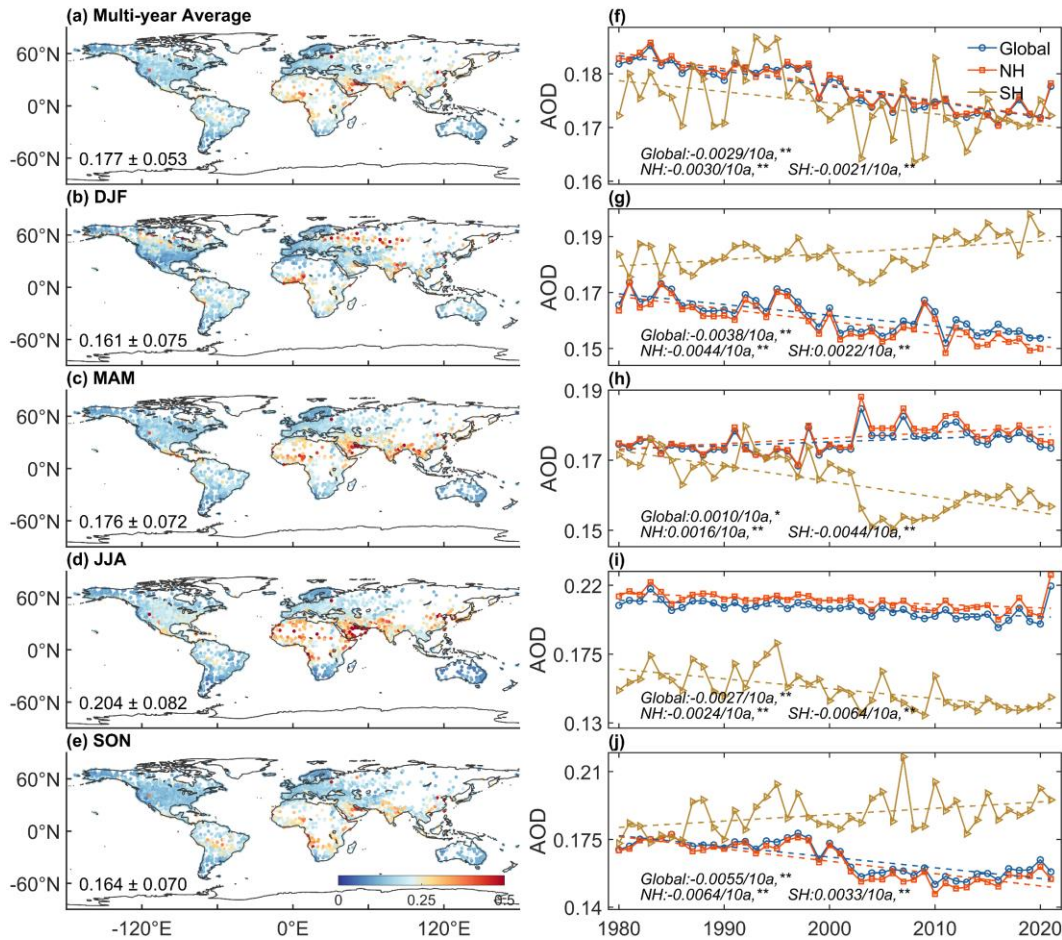 (a) Multi-year Average
60°N
0°N
-60°N
0.177 ± 0.053
(b) DJF
60°N
0°N
-60°N
0.161 ± 0.075
(c) MAM
60°N
0°N
-60°N
0.176 ± 0.072
(d) JJA
60°N
0°N
-60°N
0.204 ± 0.082
(e) SON
60°N
0°N
-60°N
0.164 ± 0.070
0 0.25
-120°E 0°E 120°E
(f)
Global
NH
SH
AOD
0.18
0.17
0.16
Global:-0.0029/10a,**
NH:-0.0030/10a,** SH:-0.0021/10a,**
(g)
AOD
0.19
0.17
0.15
Global:-0.0038/10a,**
NH:-0.0044/10a,** SH:0.0022/10a,**
(h)
AOD
0.19
0.17
0.15
Global:0.0010/10a,*
NH:0.0016/10a,** SH:-0.0044/10a,**
(i)
AOD
0.22
0.175
0.13
Global:-0.0027/10a,**
NH:-0.0024/10a,** SH:-0.0064/10a,**
(j)
AOD
0.21
0.175
0.14
Global:-0.0055/10a,**
NH:-0.0064/10a,** SH:0.0033/10a,**
1980 1990 2000 2010 2020